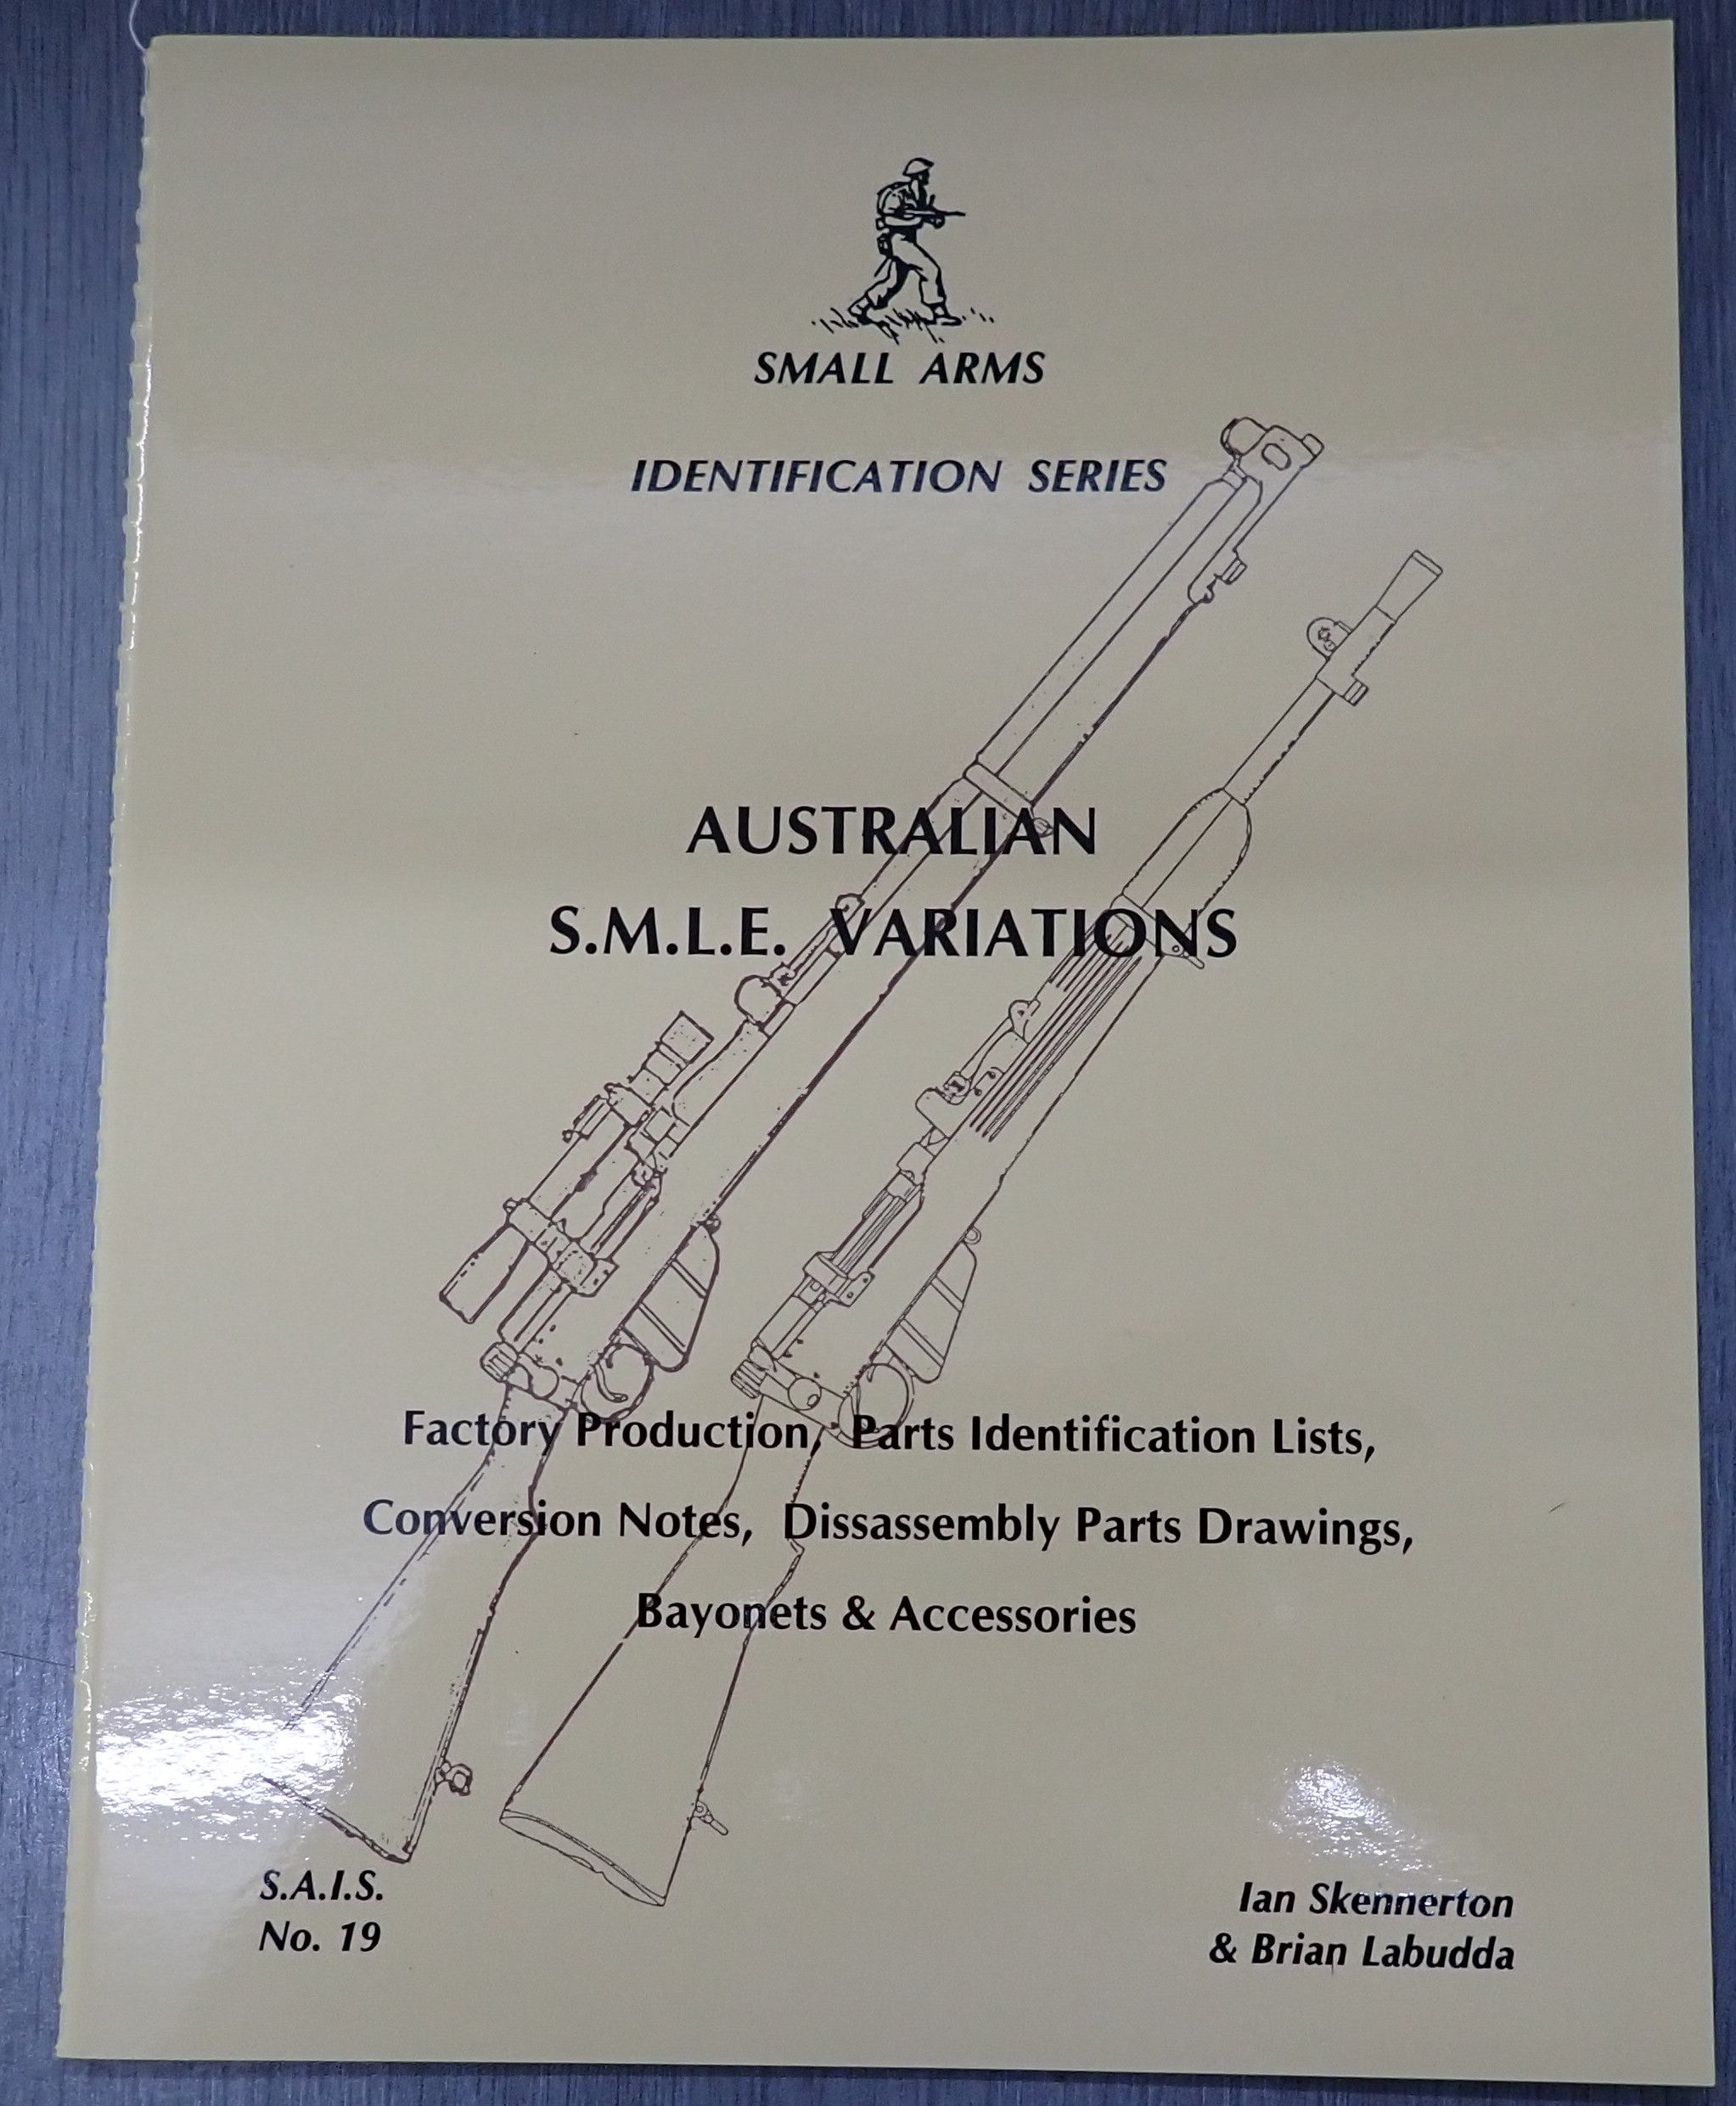 SMALL ARMS
IDENTIFICATION SERIES
AUSTRALIAN
S.M.L.E. VARIATIONS
Factory Production, Parts Identification Lists,
Conversion Notes, Dissassembly Parts Drawings,
Bayonets & Accessories
S.A.I.S.
No. 19
Ian Skennerton
& Brian Labudda